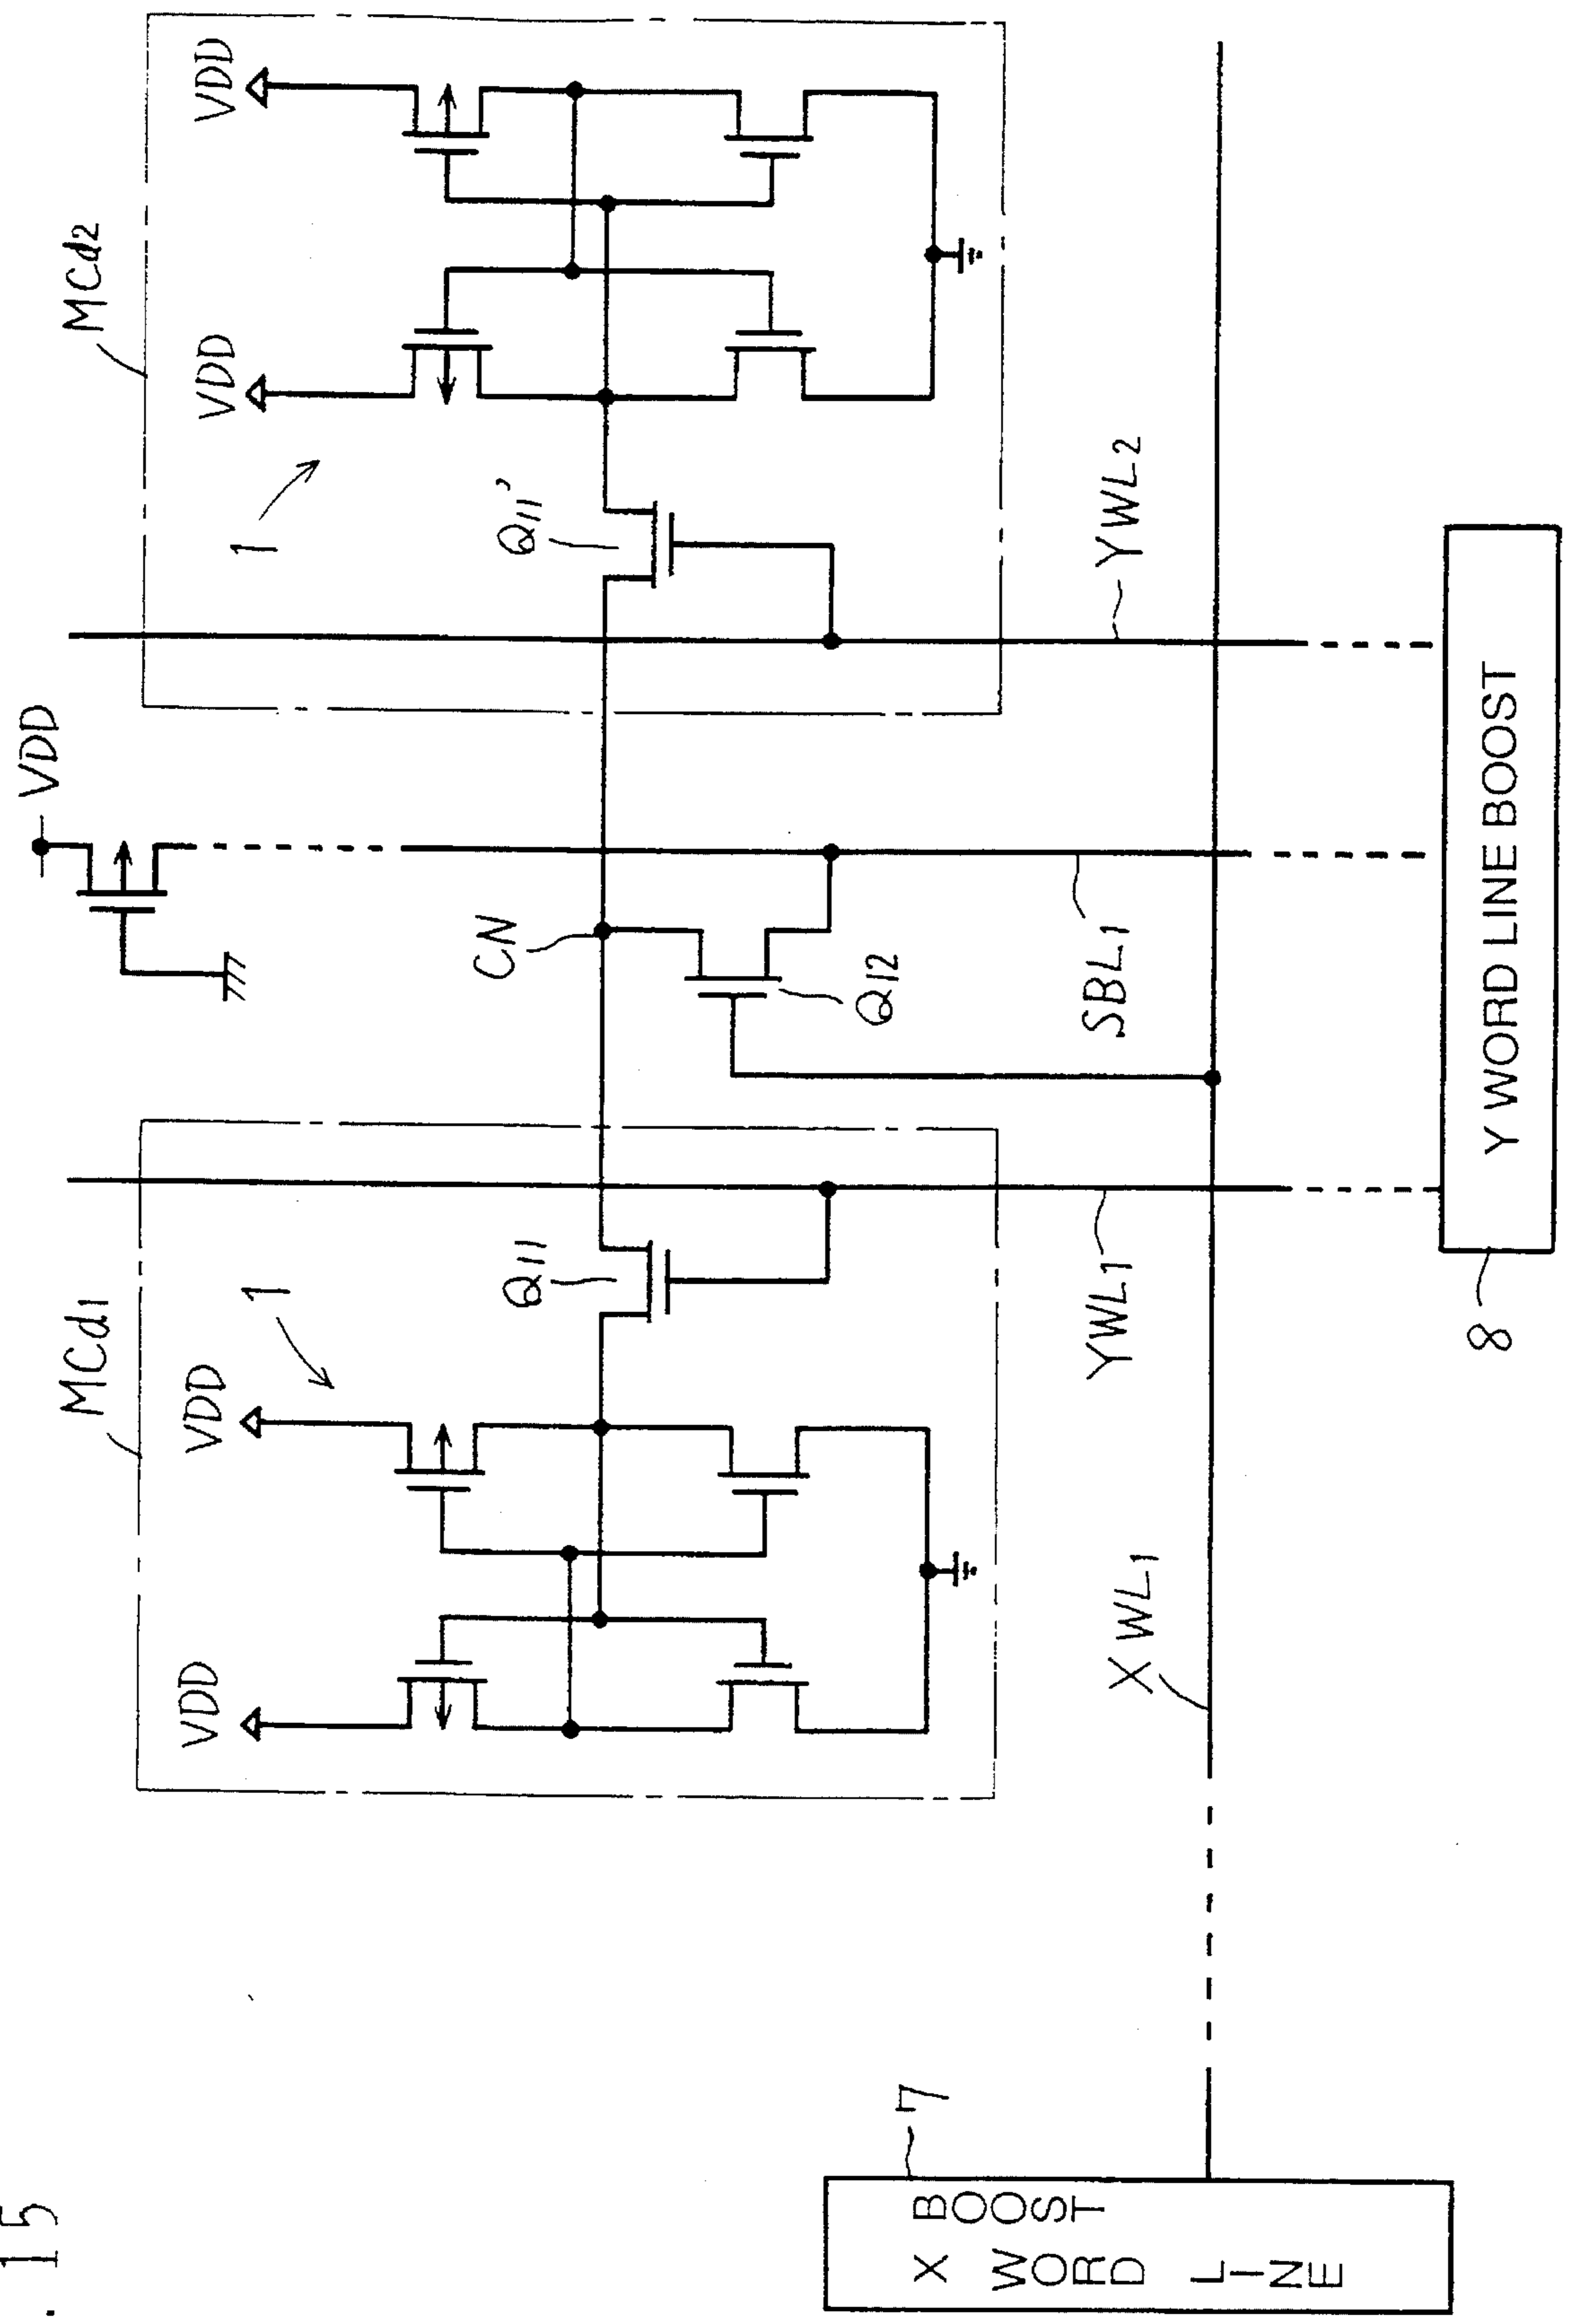 . 15
VDD
MCd1
MCd2
VDD
VDD
VDD
VDD
1
1
CN
Q11
Q11'
Q12
YWL1
SBL1
YWL2
XWL1
7
X BOOST
WORD LINE
8
Y WORD LINE BOOST